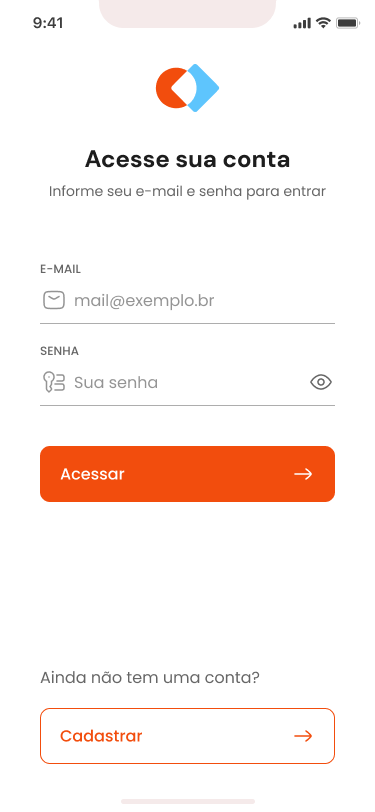 9:41
Acesse sua conta
Informe seu e-mail e senha para entrar
E-MAIL
mail@exemplo.br
SENHA
Sua senha
Acessar
Ainda não tem uma conta?
Cadastrar